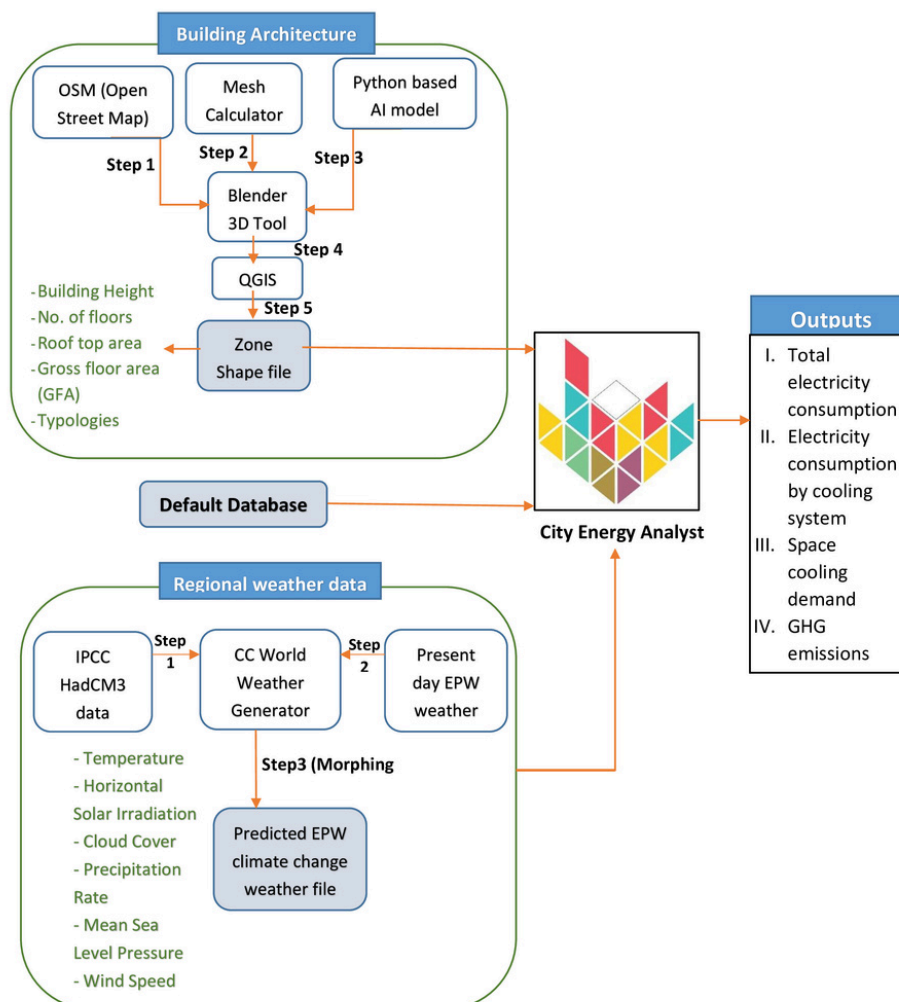 Building Architecture
OSM (Open
Street Map)
Mesh
Calculator
Python based
AI model
Step 1
Step 2
Step 3
Blender
3D Tool
Step 4
QGIS
Step 5
Zone
Shape file
-Building Height
-No. of floors
-Roof top area
-Gross floor area
(GFA)
-Typologies
Default Database
City Energy Analyst
Outputs
I. Total
electricity
consumption
II. Electricity
consumption
by cooling
system
III. Space
cooling
demand
IV. GHG
emissions
Regional weather data
IPCC
HadCM3
data
Step
1
CC World
Weather
Generator
Step
2
Present
day EPW
weather
Step3 (Morphing
Predicted EPW
climate change
weather file
- Temperature
- Horizontal
Solar Irradiation
- Cloud Cover
- Precipitation
Rate
- Mean Sea
Level Pressure
- Wind Speed